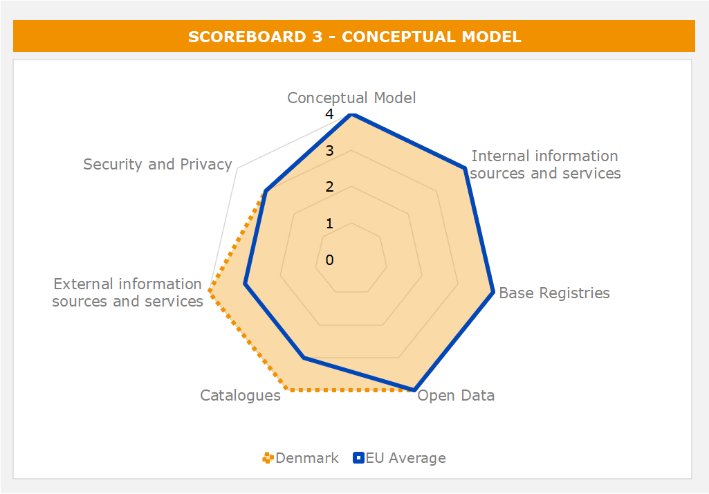 SCOREBOARD 3 - CONCEPTUAL MODEL
Conceptual Model
4
3
2
1
0
Internal information
sources and services
Security and Privacy
External information
sources and services
Base Registries
Catalogues
Open Data
Denmark
EU Average